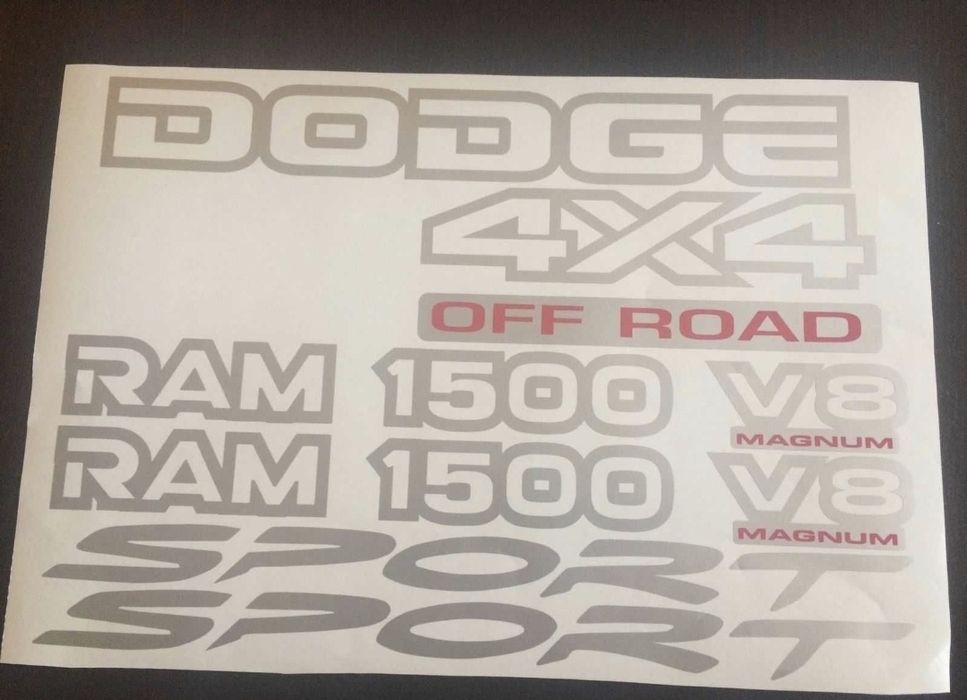 DODGE
4X4
OFF ROAD
RAM 1500 V8
MAGNUM
RAM 1500 V8
MAGNUM
SPORT
SPORT